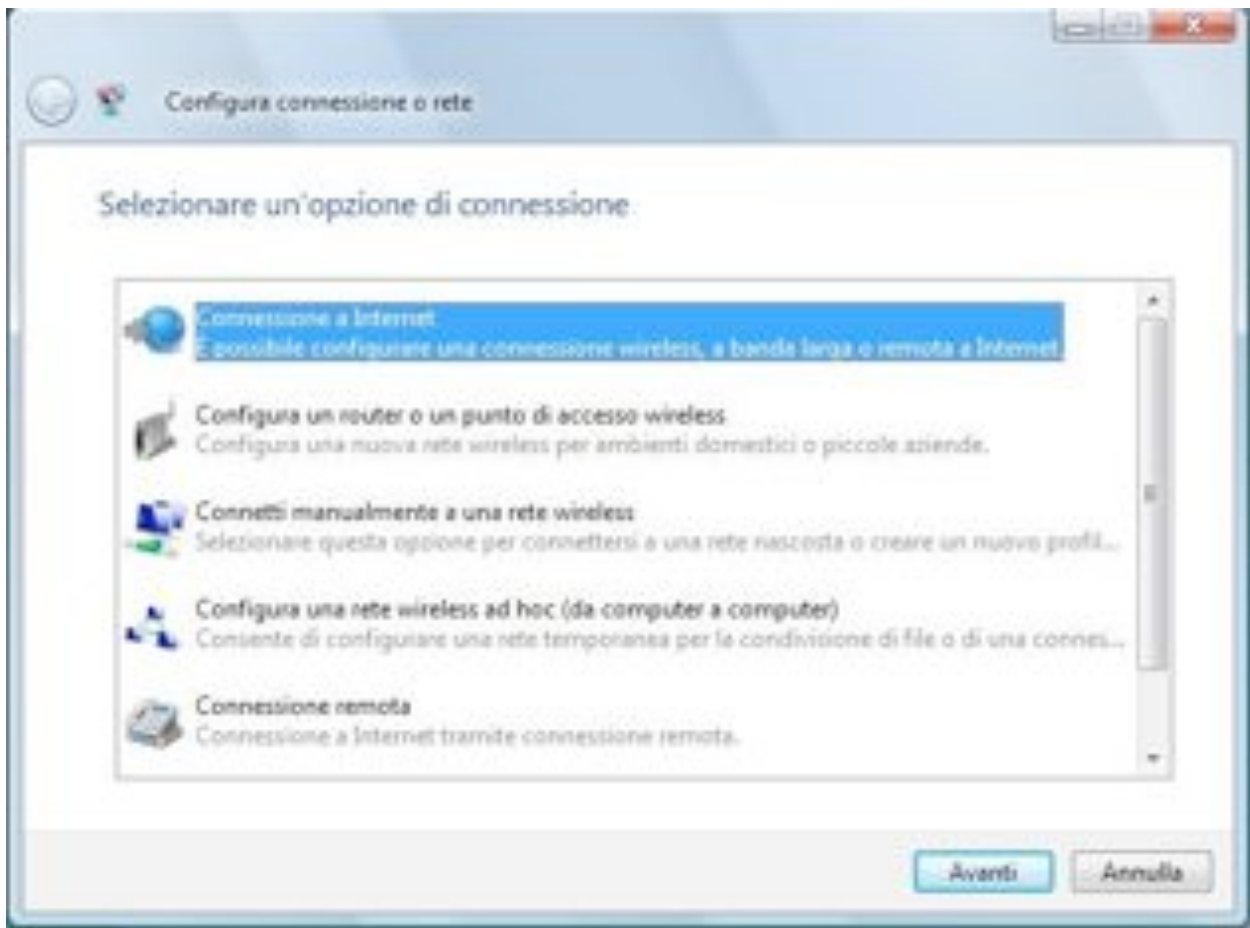 Configura connessione o rete
Selezionare un'opzione di connessione
Connessione a Internet
È possibile configurare una connessione wireless, a banda larga o remota a Internet
Configura un router o un punto di accesso wireless
Configura una nuova rete wireless per ambienti domestici o piccole aziende.
Connetti manualmente a una rete wireless
Selezionare questa opzione per connettersi a una rete nascosta o creare un nuovo profil...
Configura una rete wireless ad hoc (da computer a computer)
Consente di configurare una rete temporanea per la condivisione di file o di una connes...
Connessione remota
Connessione a Internet tramite connessione remota.
Avanti
Annulla